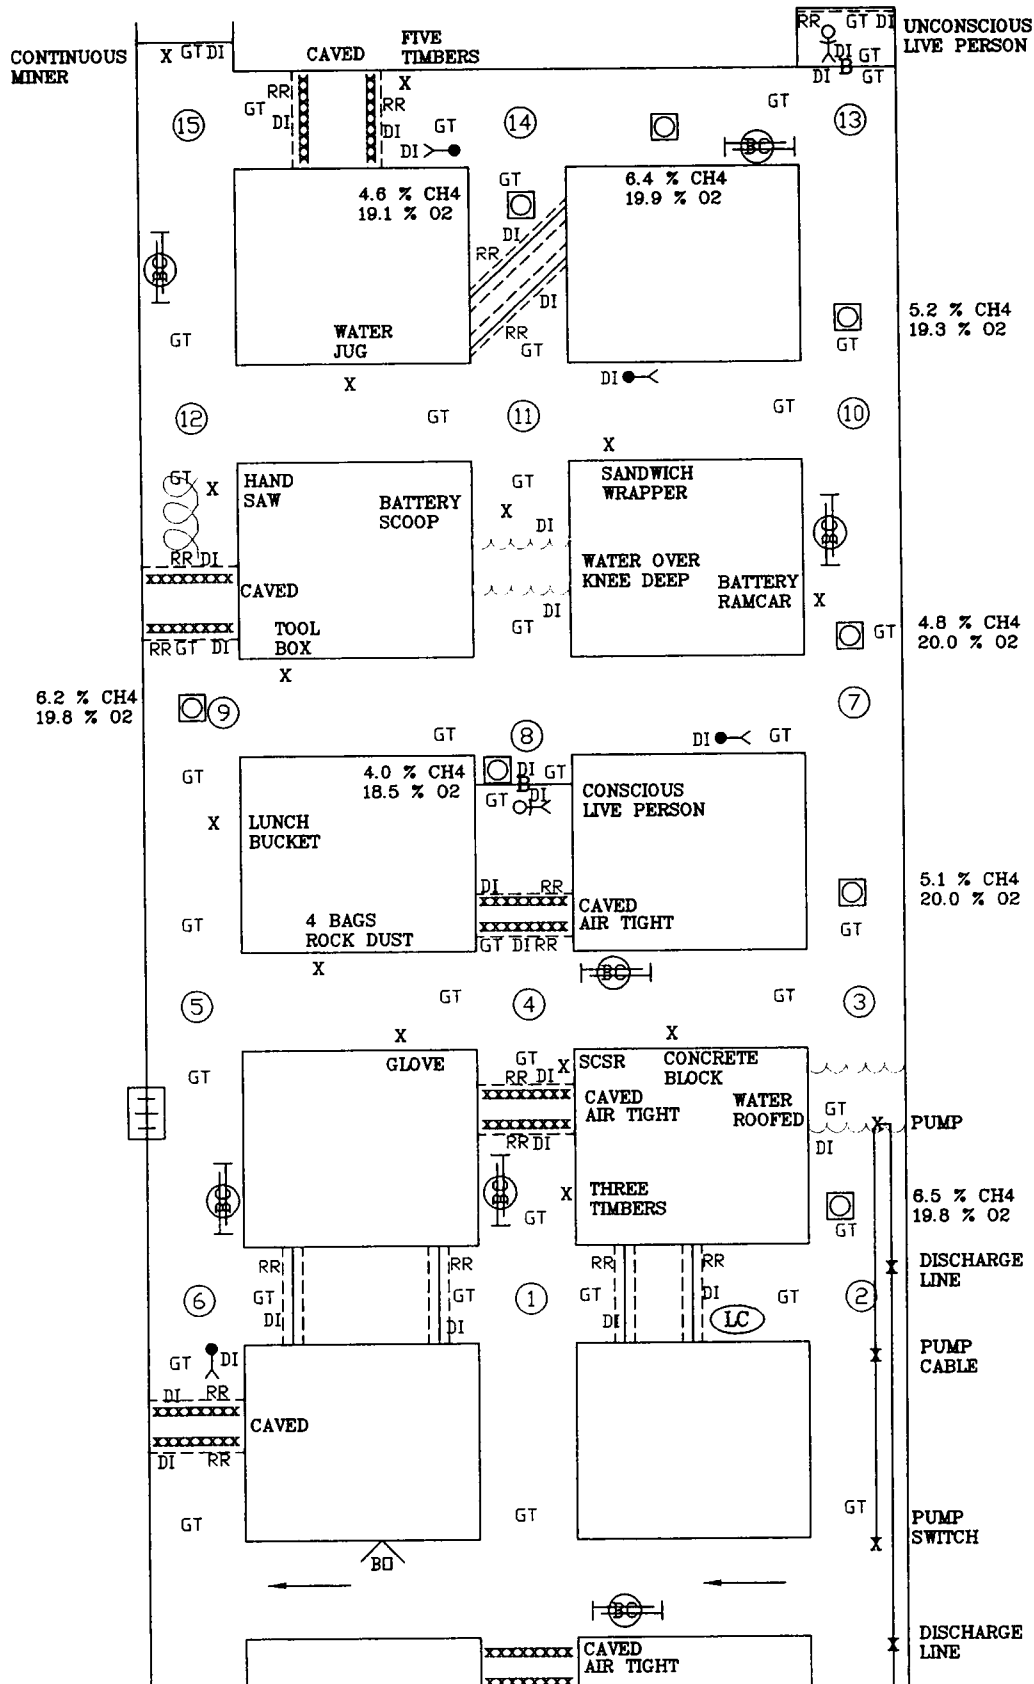 RR GT DI
UNCONSCIOUS
LIVE PERSON
CONTINUOUS
MINER
X GT DI
CAVED
FIVE
TIMBERS
DI GT
B
DI GT
X
RR
GT
DI
RR
DI
GT
15
14
13
GT
DI
BC
4.6 % CH4
19.1 % O2
GT
6.4 % CH4
19.9 % O2
DI
RR
BC
DI
RR
GT
5.2 % CH4
19.3 % O2
GT
GT
WATER
JUG
X
DI
GT
GT
12
11
10
X
GT
X
HAND
SAW
BATTERY
SCOOP
GT
X
DI
SANDWICH
WRAPPER
BC
RR DI
CAVED
WATER OVER
KNEE DEEP
BATTERY
RAMCAR
X
DI
GT
TOOL
BOX
RR GT DI
X
GT
4.8 % CH4
20.0 % O2
6.2 % CH4
19.8 % O2
9
8
7
GT
DI
GT
GT
4.0 % CH4
18.5 % O2
DI
GT
B
GT
DI
CONSCIOUS
LIVE PERSON
X
LUNCH
BUCKET
DI RR
CAVED
AIR TIGHT
GT DI RR
5.1 % CH4
20.0 % O2
GT
GT
4 BAGS
ROCK DUST
X
BC
GT
GT
5
4
3
X
X
GLOVE
GT
X
SCSR
CONCRETE
BLOCK
GT
RR DI
CAVED
AIR TIGHT
WATER
ROOFED
GT
X
PUMP
RR DI
DI
BC
BC
X
THREE
TIMBERS
GT
6.5 % CH4
19.8 % O2
GT
RR
RR
RR
RR
DISCHARGE
LINE
X
6
GT
DI
GT
DI
1
GT
DI
DI
GT
2
LC
GT
DI
X
PUMP
CABLE
DI RR
CAVED
DI RR
GT
GT
GT
PUMP
SWITCH
X
BO
BC
X
DISCHARGE
LINE
CAVED
AIR TIGHT